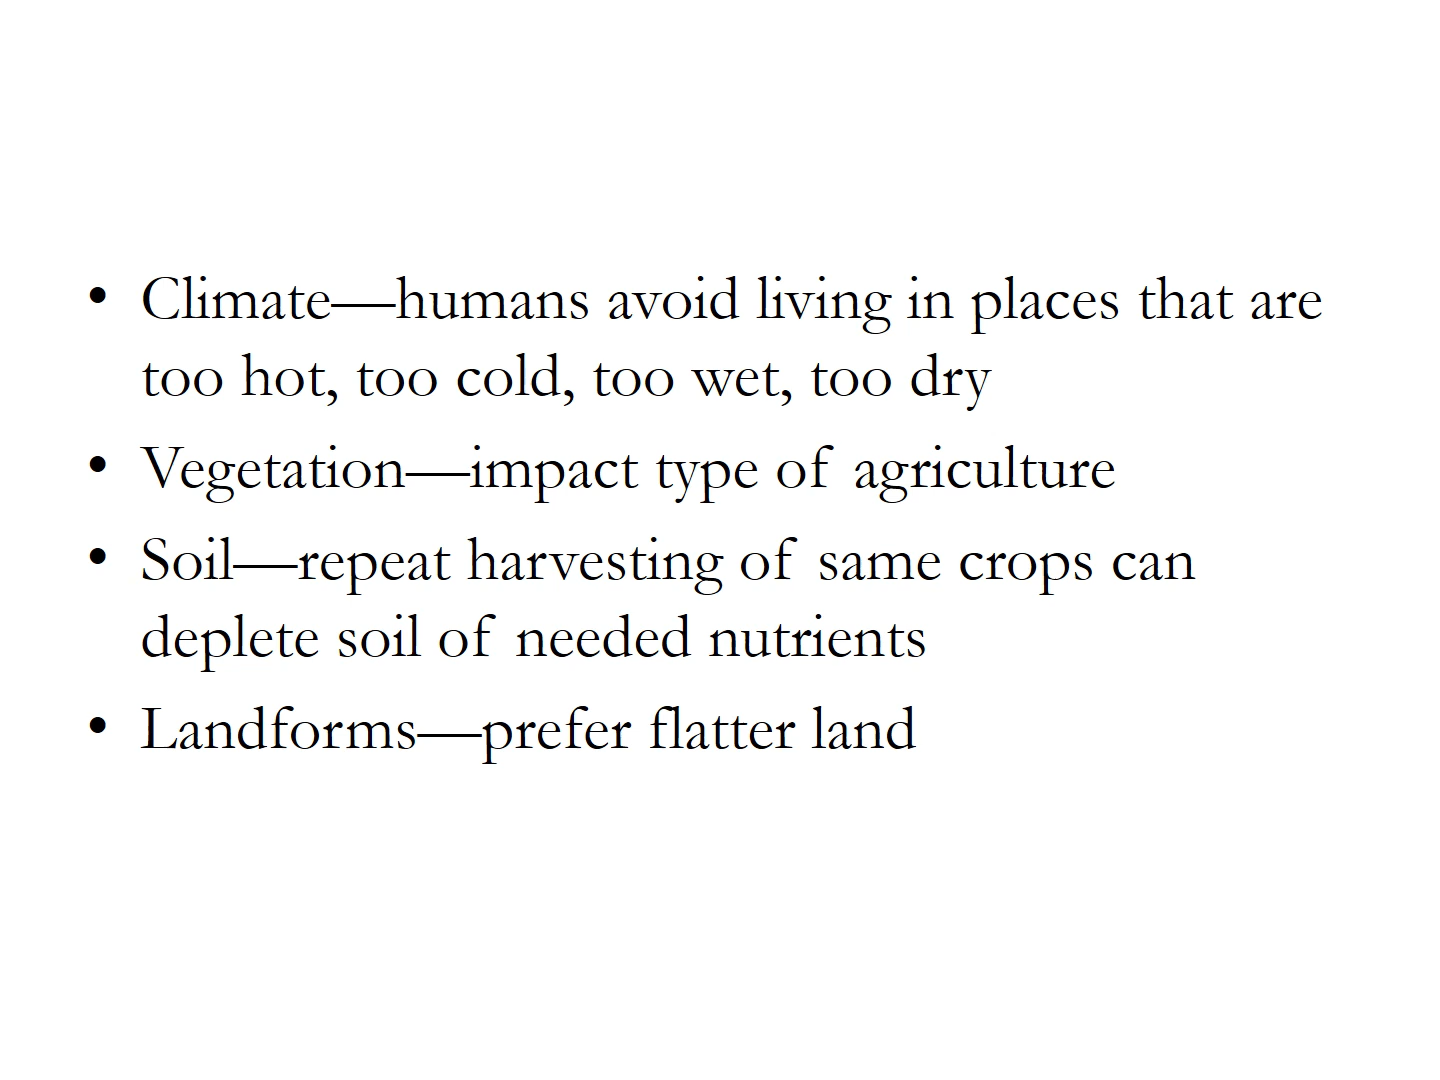 • Climate—humans avoid living in places that are
too hot, too cold, too wet, too dry
• Vegetation—impact type of agriculture
• Soil—repeat harvesting of same crops can
deplete soil of needed nutrients
• Landforms—prefer flatter land